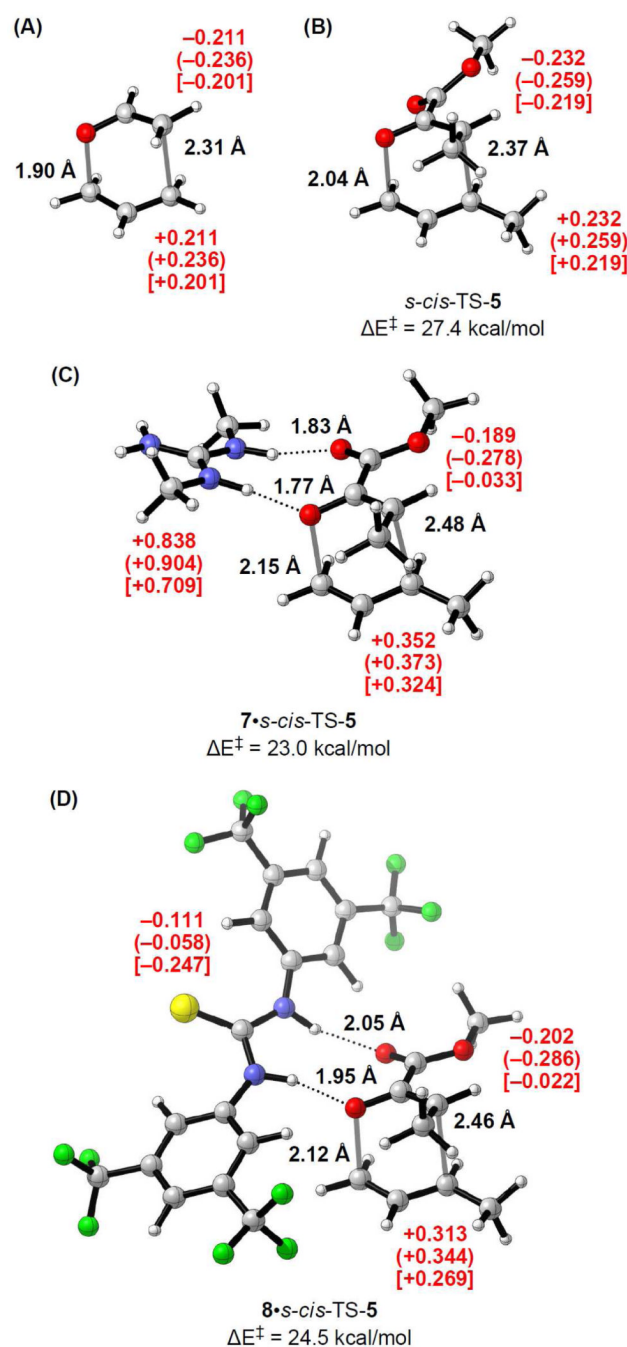 (A)
–0.211
(–0.236)
[–0.201]
1.90 Å
2.31 Å
+0.211
(+0.236)
[+0.201]
(B)
–0.232
(–0.259)
[–0.219]
2.04 Å
2.37 Å
+0.232
(+0.259)
[+0.219]
s-cis-TS-5
ΔE‡ = 27.4 kcal/mol
(C)
1.83 Å
–0.189
(–0.278)
[–0.033]
1.77 Å
2.48 Å
2.15 Å
+0.838
(+0.904)
[+0.709]
+0.352
(+0.373)
[+0.324]
7•s-cis-TS-5
ΔE‡ = 23.0 kcal/mol
(D)
–0.111
(–0.058)
[–0.247]
2.05 Å
–0.202
(–0.286)
[–0.022]
1.95 Å
2.46 Å
2.12 Å
+0.313
(+0.344)
[+0.269]
8•s-cis-TS-5
ΔE‡ = 24.5 kcal/mol